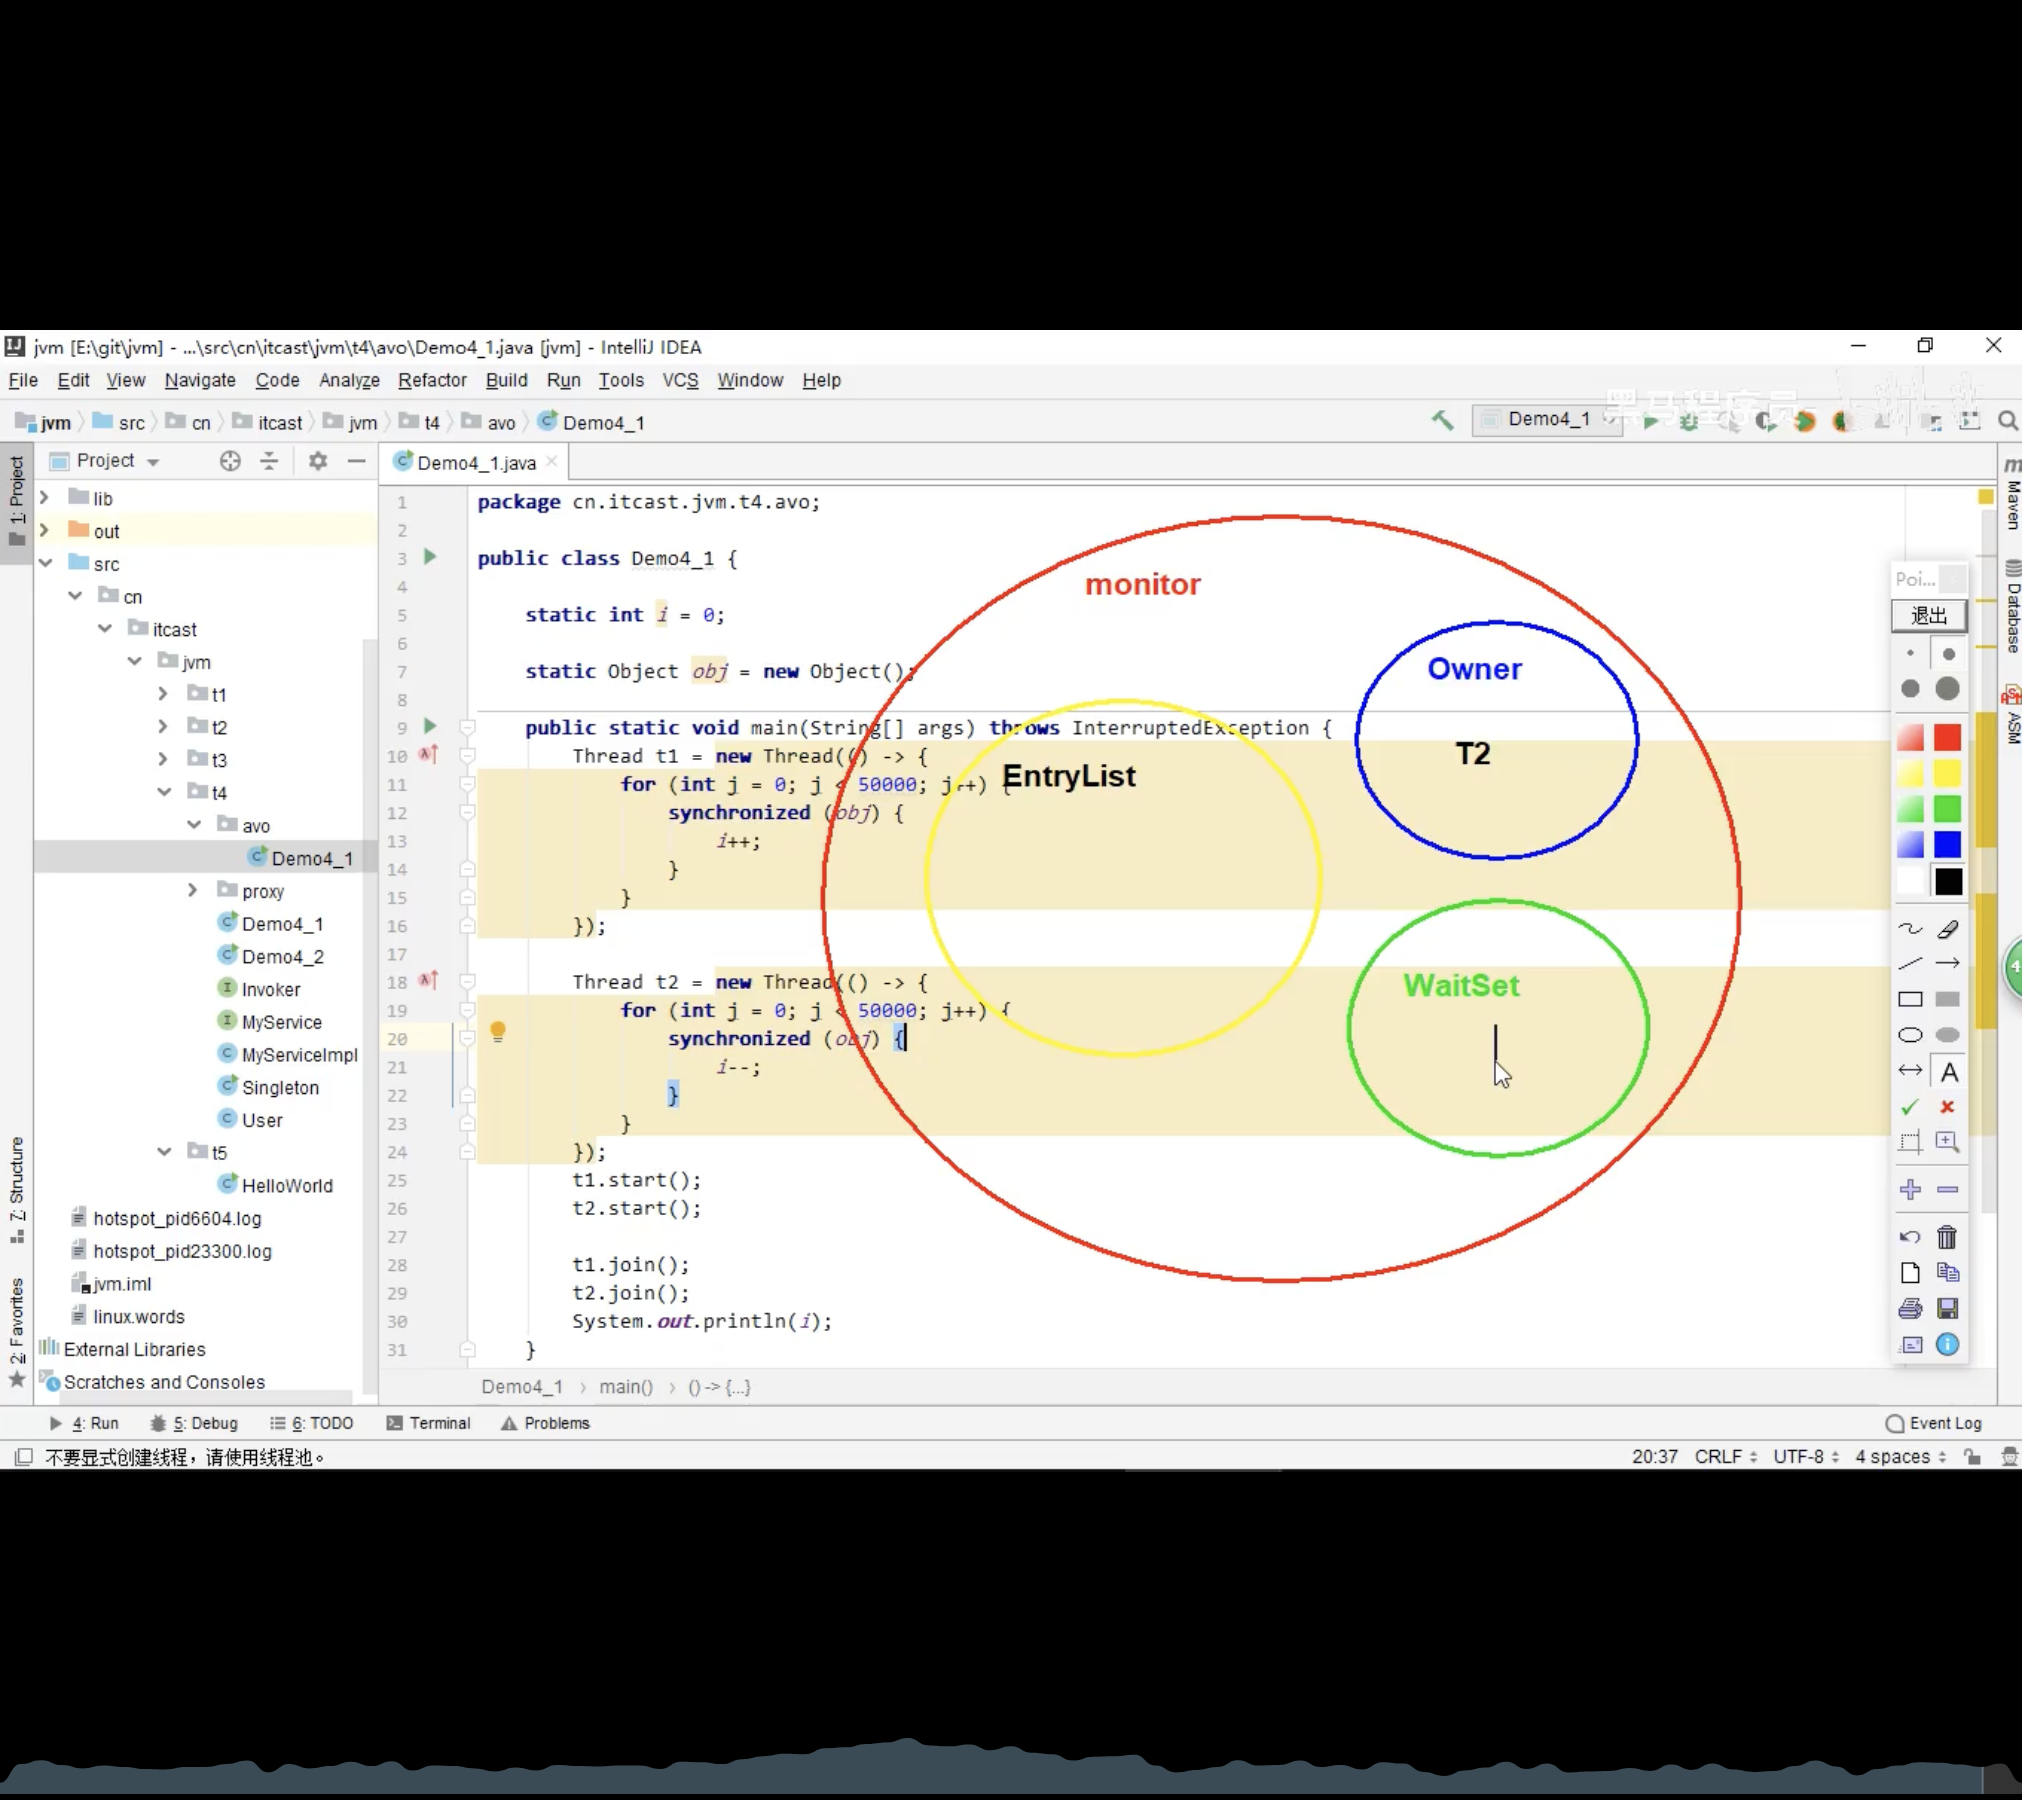 jvm [E:\git\jvm] - ...\src\cn\itcast\jvm\t4\avo\Demo4_1.java [jvm] - IntelliJ IDEA
File Edit View Navigate Code Analyze Refactor Build Run Tools VCS Window Help
黑马程序员
jvm src cn itcast jvm t4 avo Demo4_1
Demo4_1
1: Project
Project
Demo4_1.java
lib
out
src
cn
itcast
jvm
t1
t2
t3
t4
avo
Demo4_1
proxy
Demo4_1
Demo4_2
Invoker
MyService
MyServiceImpl
Singleton
User
t5
HelloWorld
hotspot_pid6604.log
hotspot_pid23300.log
jvm.iml
linux.words
External Libraries
Scratches and Consoles
7: Structure
2: Favorites
1 package cn.itcast.jvm.t4.avo;
2
3 public class Demo4_1 {
4
5 static int i = 0;
6
7 static Object obj = new Object();
8
9 public static void main(String[] args) throws InterruptedException {
10 Thread t1 = new Thread(() -> {
11 for (int j = 0; j < 50000; j++) {
12 synchronized (obj) {
13 i++;
14 }
15 }
16 });
17
18 Thread t2 = new Thread(() -> {
19 for (int j = 0; j < 50000; j++) {
20 synchronized (obj) {
21 i--;
22 }
23 }
24 });
25 t1.start();
26 t2.start();
27
28 t1.join();
29 t2.join();
30 System.out.println(i);
31 }
monitor
Owner
T2
EntryList
WaitSet
Poi...
退出
A
Maven
Database
ASM
4
Demo4_1 › main() › () -> {...}
4: Run 5: Debug 6: TODO Terminal Problems
Event Log
不要显式创建线程，请使用线程池。
20:37 CRLF UTF-8 4 spaces